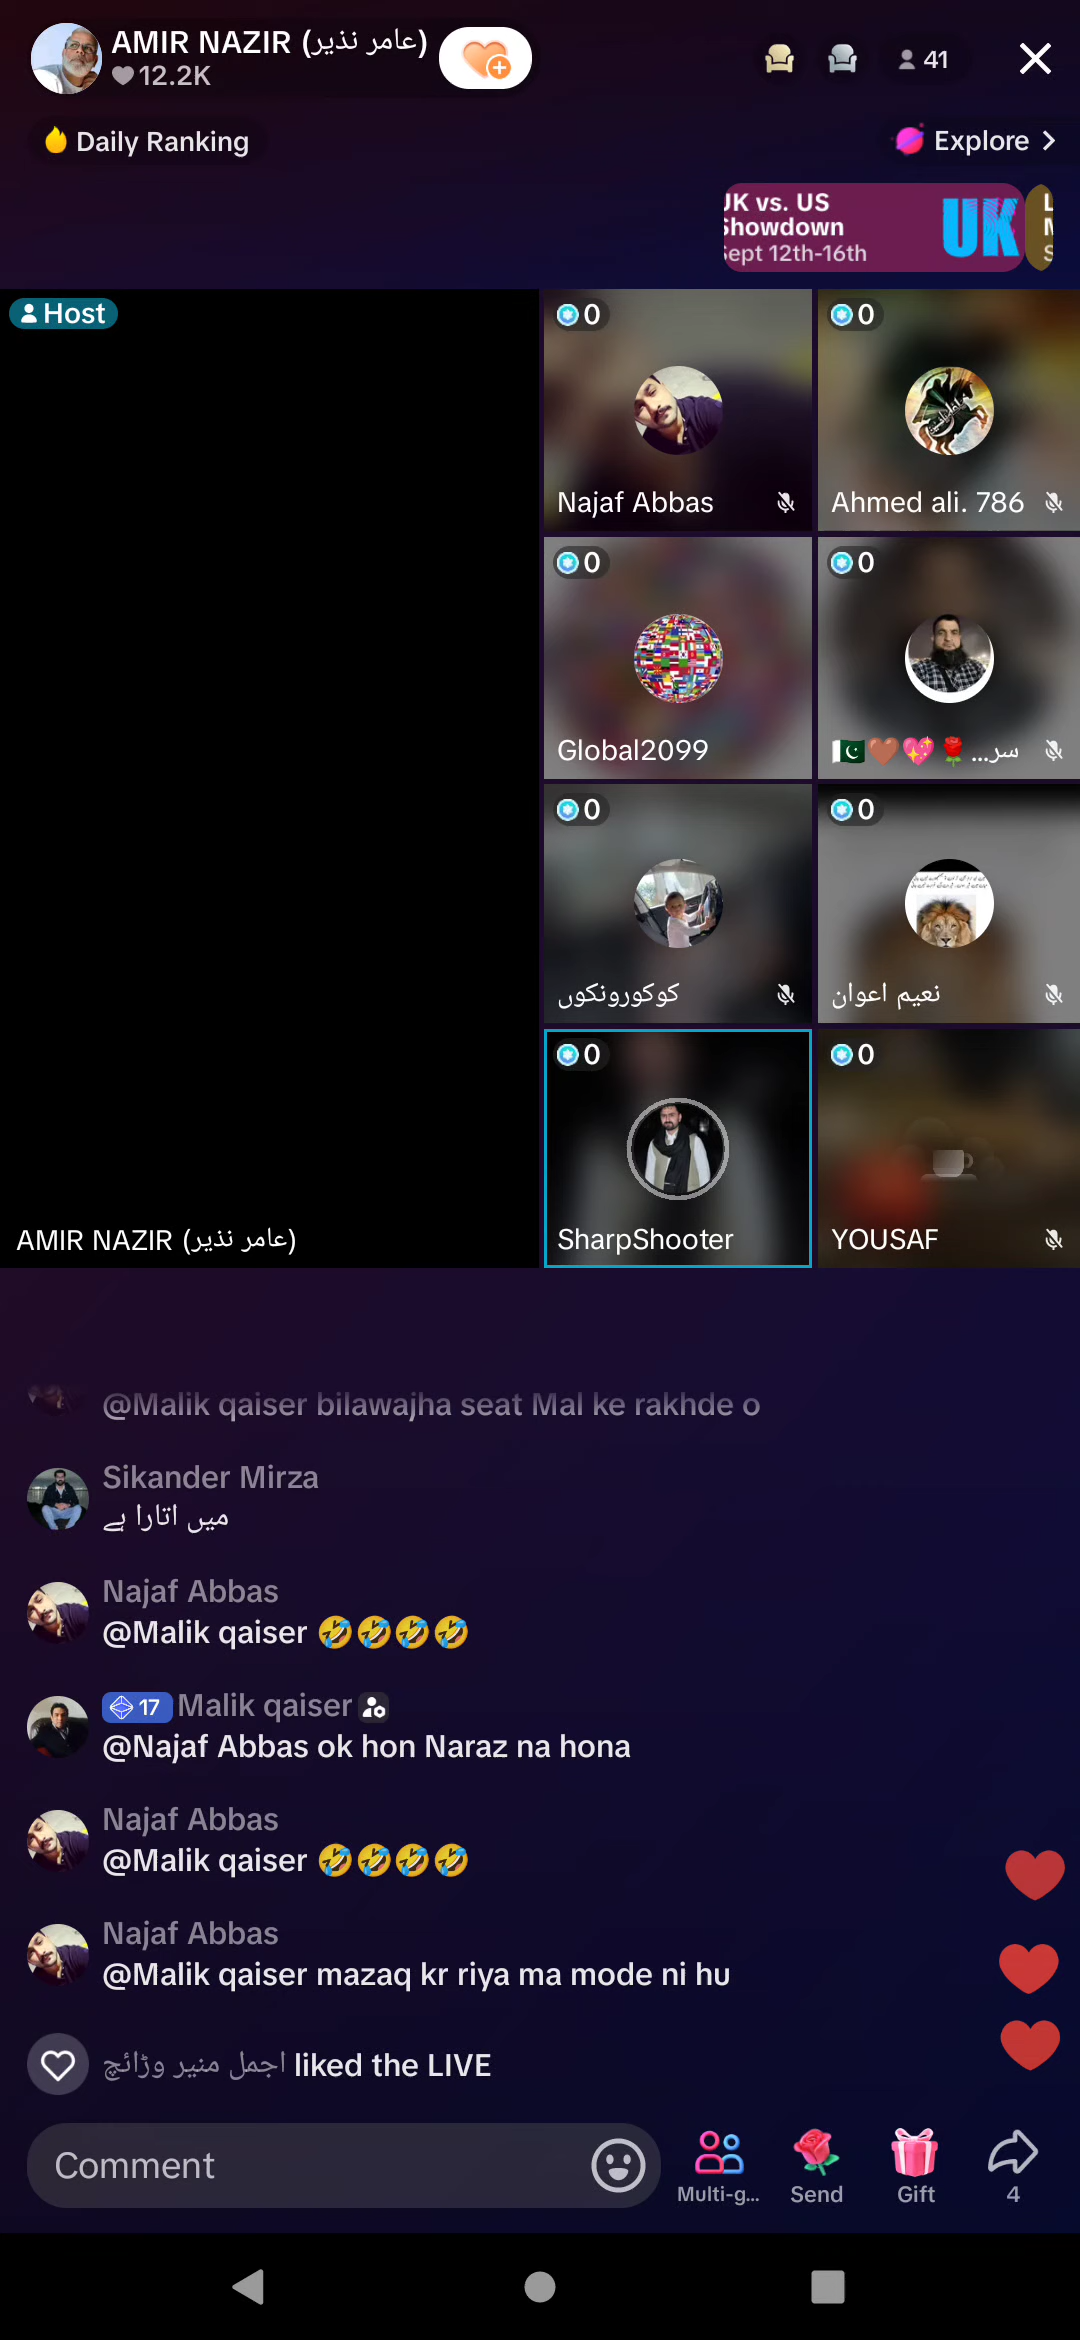 AMIR NAZIR (عامر نذیر)
12.2K
41
Daily Ranking
Explore
UK vs. US
Showdown
Sept 12th-16th
UK
Host
0
0
Najaf Abbas
Ahmed ali. 786
0
0
Global2099
🇵🇰🤎💖🌹...سر
0
0
کوکورونکوں
نعیم اعوان
0
0
AMIR NAZIR (عامر نذیر)
SharpShooter
YOUSAF
@Malik qaiser bilawajha seat Mal ke rakhde o
Sikander Mirza
میں اتارا ہے
Najaf Abbas
@Malik qaiser 🤣🤣🤣🤣
17 Malik qaiser
@Najaf Abbas ok hon Naraz na hona
Najaf Abbas
@Malik qaiser 🤣🤣🤣🤣
Najaf Abbas
@Malik qaiser mazaq kr riya ma mode ni hu
اجمل منیر وڑائچ liked the LIVE
Comment
Multi-g...
Send
Gift
4